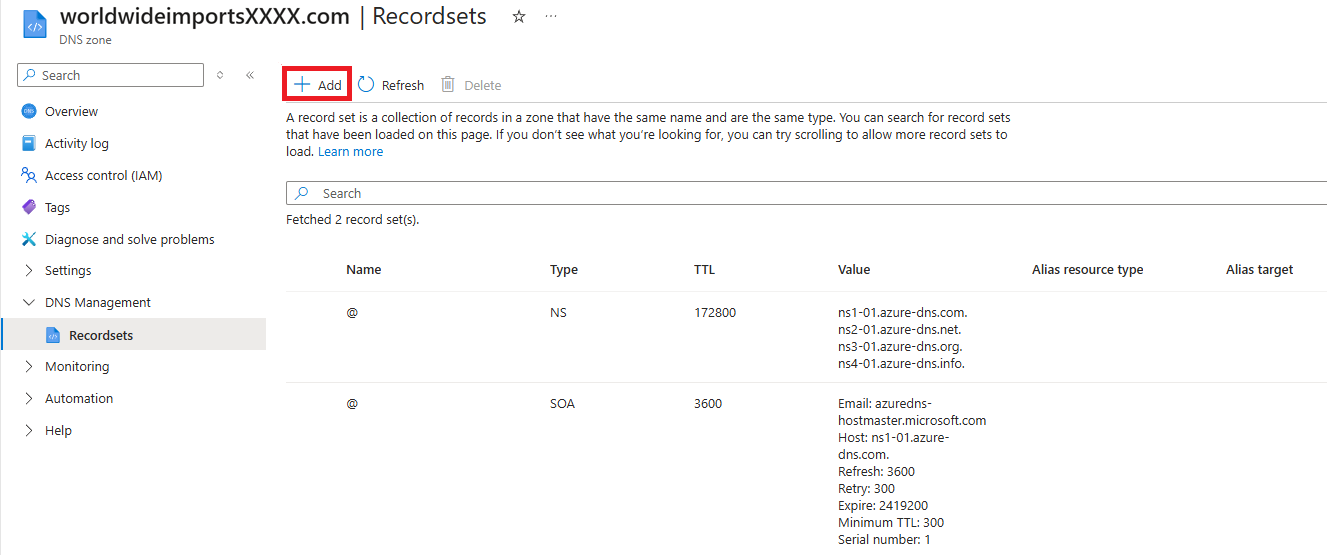 worldwideimportsXXXX.com | Recordsets
DNS zone
Search
Overview
Activity log
Access control (IAM)
Tags
Diagnose and solve problems
Settings
DNS Management
Recordsets
Monitoring
Automation
Help
Add Refresh Delete
A record set is a collection of records in a zone that have the same name and are the same type. You can search for record sets
that have been loaded on this page. If you don't see what you're looking for, you can try scrolling to allow more record sets to
load. Learn more
Search
Fetched 2 record set(s).
Name Type TTL Value Alias resource type Alias target
@ NS 172800 ns1-01.azure-dns.com.
ns2-01.azure-dns.net.
ns3-01.azure-dns.org.
ns4-01.azure-dns.info.
@ SOA 3600 Email: azuredns-
hostmaster.microsoft.com
Host: ns1-01.azure-
dns.com.
Refresh: 3600
Retry: 300
Expire: 2419200
Minimum TTL: 300
Serial number: 1